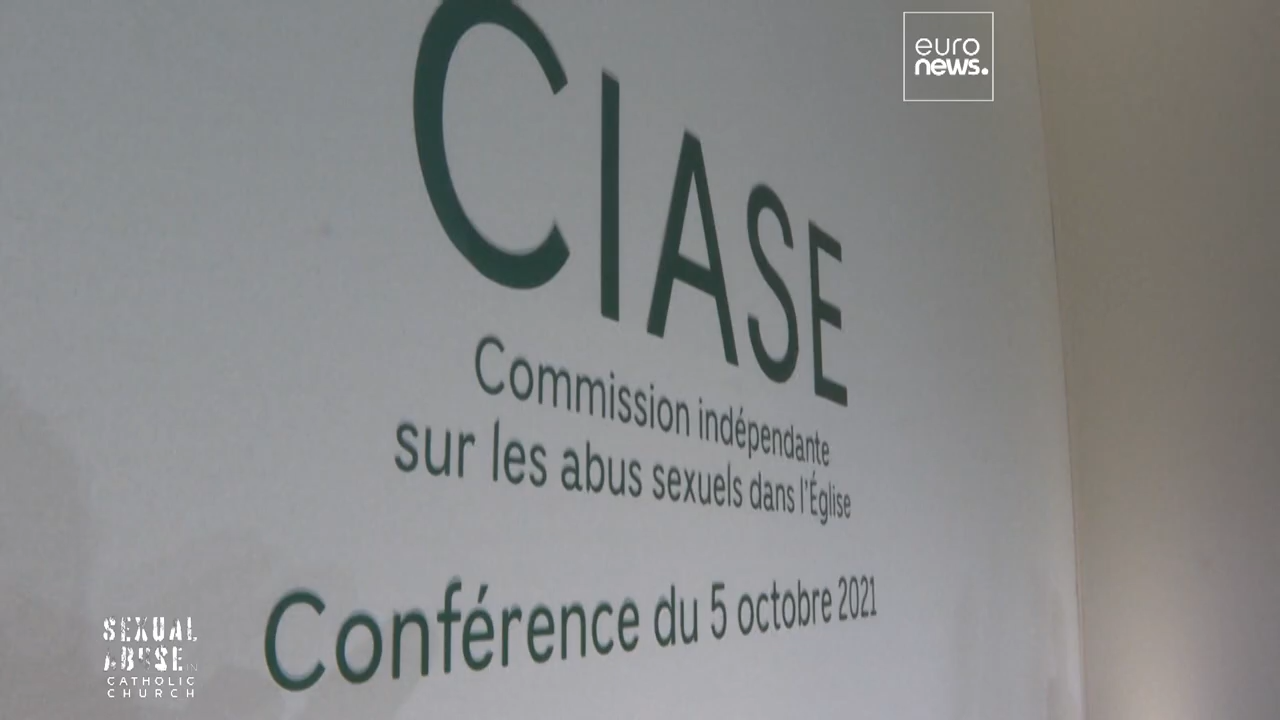 euro
news.
CIASE
Commission indépendante
sur les abus sexuels dans l'Église
Conférence du 5 octobre 2021
SEXUAL
ABUSE IN
CATHOLIC
CHURCH